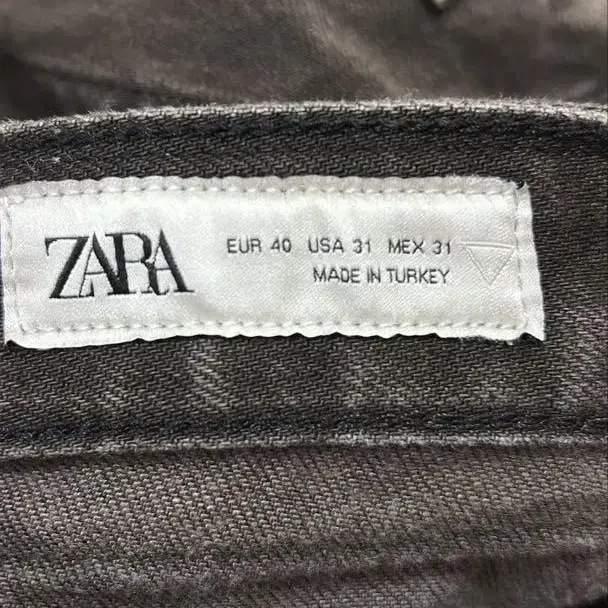 ZARA
EUR 40 USA 31 MEX 31
MADE IN TURKEY